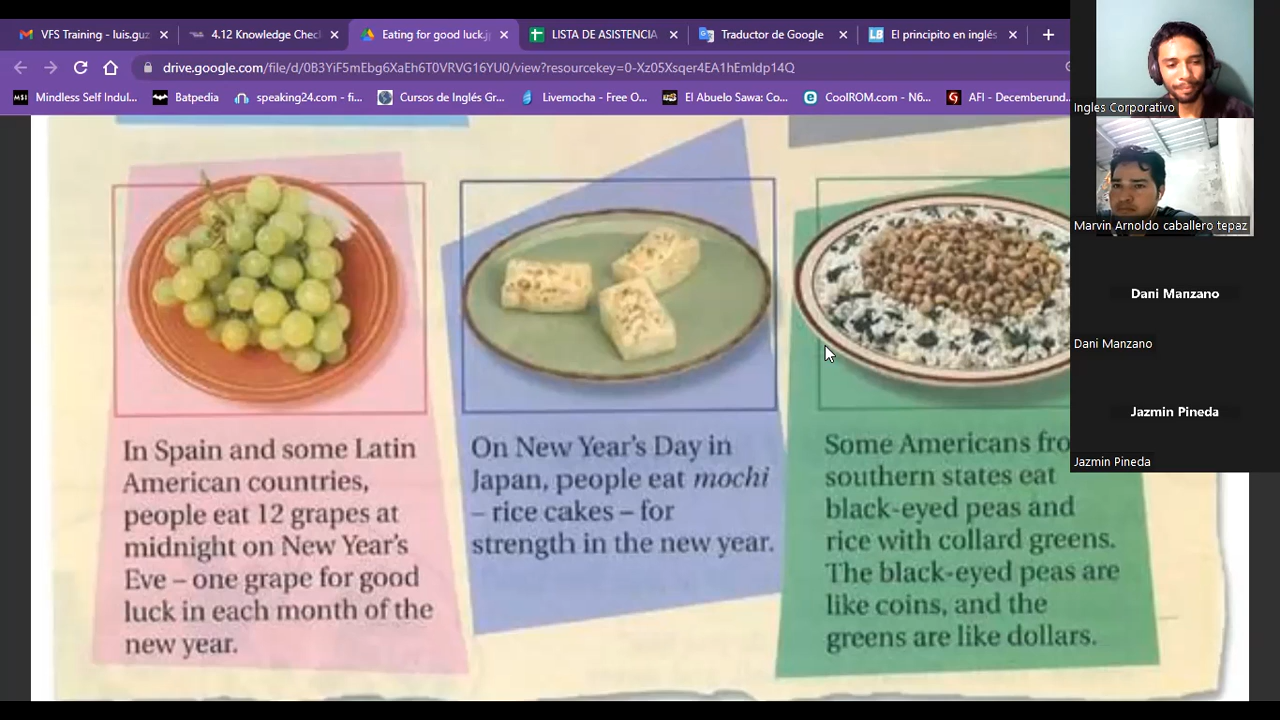 VFS Training - luis.guz
4.12 Knowledge Chec
Eating for good luck.j
LISTA DE ASISTENCIA
Traductor de Google
El principito en inglés
drive.google.com/file/d/0B3YiF5mEbg6XaEh6T0VRVG16YU0/view?resourcekey=0-Xz05Xsqer4EA1hEmIdp14Q
Mindless Self Indul...
Batpedia
speaking24.com - fi...
Cursos de Inglés Gr...
Livemocha - Free O...
El Abuelo Sawa: Co...
CoolROM.com - N6...
AFI - Decemberund...
In Spain and some Latin
American countries,
people eat 12 grapes at
midnight on New Year's
Eve – one grape for good
luck in each month of the
new year.
On New Year's Day in
Japan, people eat mochi
– rice cakes – for
strength in the new year.
Some Americans fro
southern states eat
black-eyed peas and
rice with collard greens.
The black-eyed peas are
like coins, and the
greens are like dollars.
Ingles Corporativo
Marvin Arnoldo caballero tepaz
Dani Manzano
Dani Manzano
Jazmin Pineda
Jazmin Pineda